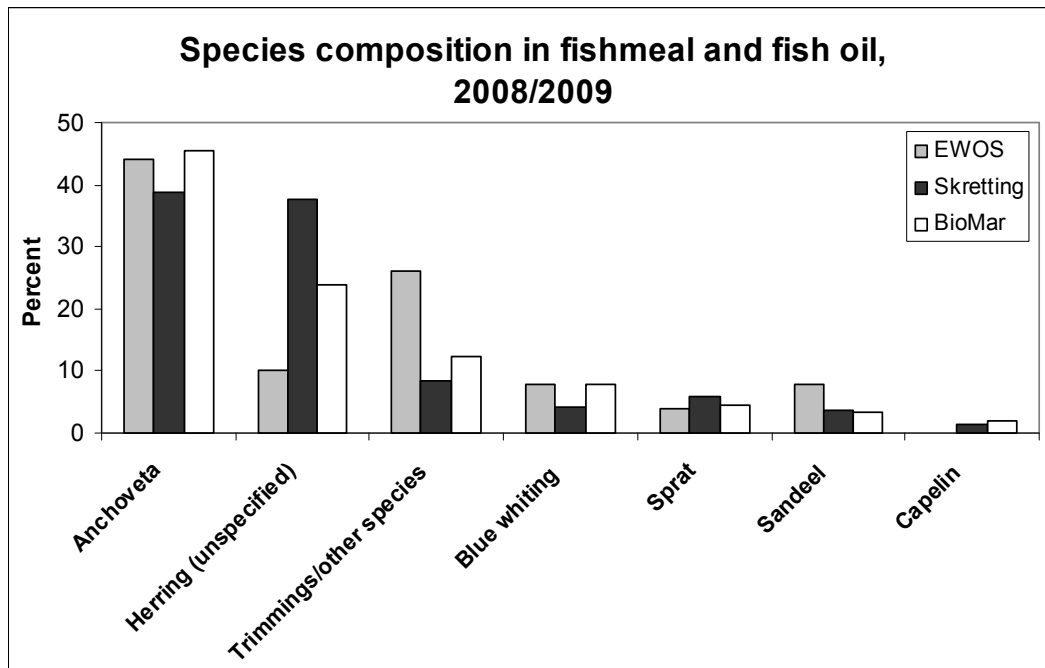 Species composition in fishmeal and fish oil,
2008/2009
50
40
30
20
10
0
Percent
EWOS
Skretting
BioMar
Anchoveta
Herring (unspecified)
Trimmings/other species
Blue whiting
Sprat
Sandeel
Capelin